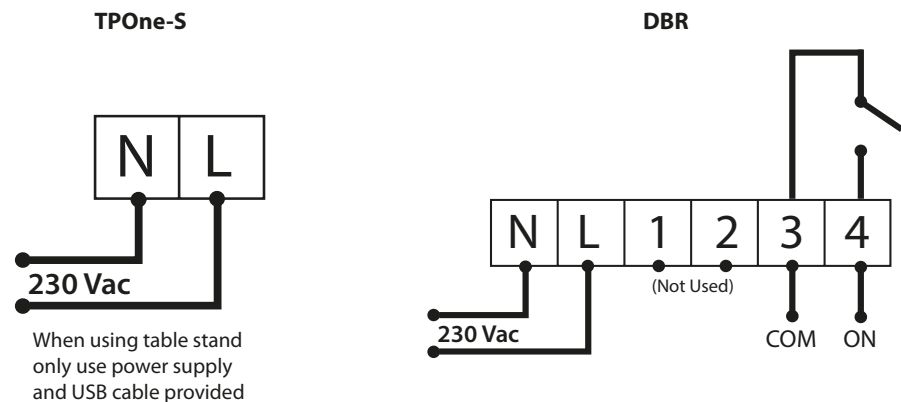 TPOne-S
N L
230 Vac
When using table stand
only use power supply
and USB cable provided
DBR
N L 1 2 3 4
(Not Used)
230 Vac
COM ON